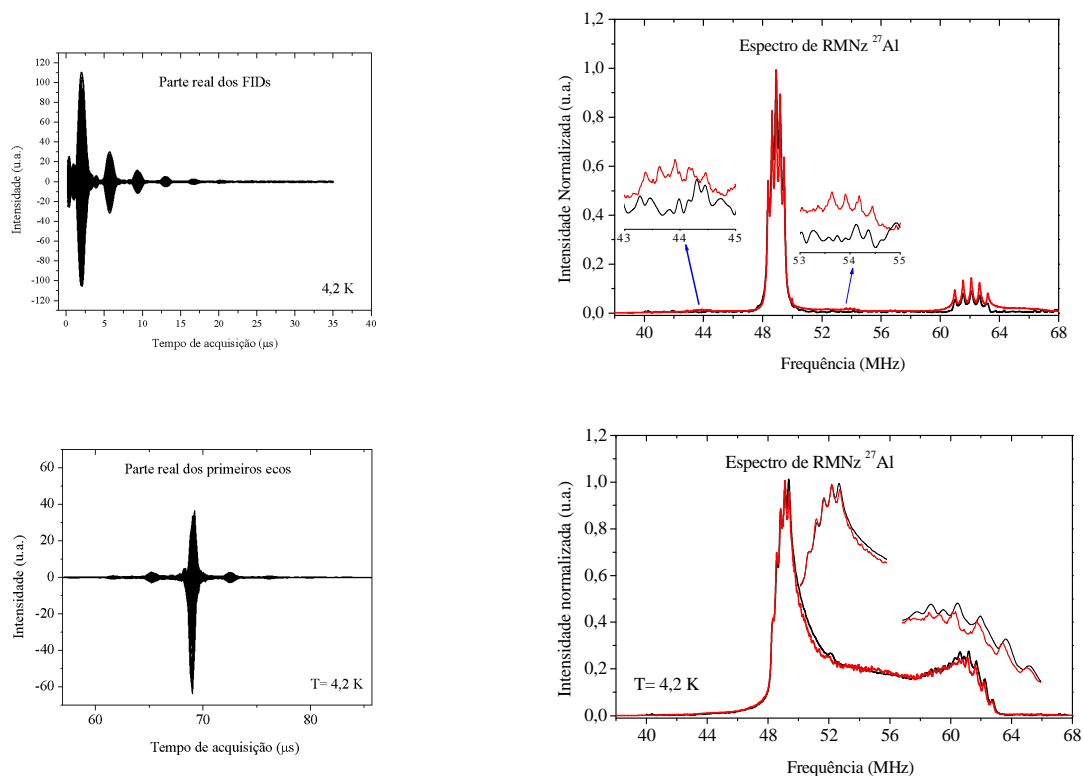 Parte real dos FIDs
120
100
80
60
40
20
0
-20
-40
-60
-80
-100
-120
Intensidade (u.a.)
4,2 K
0 5 10 15 20 25 30 35 40
Tempo de acquisição (μs)
Espectro de RMNz ²⁷Al
1,2
1,0
0,8
0,6
0,4
0,2
0,0
Intensidade Normalizada (u.a.)
43 44 45
53 54 55
40 44 48 52 56 60 64 68
Frequência (MHz)
Parte real dos primeiros ecos
60
40
20
0
-20
-40
-60
Intensidade (u.a.)
T= 4,2 K
60 70 80
Tempo de aquisição (μs)
Espectro de RMNz ²⁷Al
1,2
1,0
0,8
0,6
0,4
0,2
0,0
Intensidade normalizada (u.a.)
T= 4,2 K
40 44 48 52 56 60 64 68
Frequência (MHz)